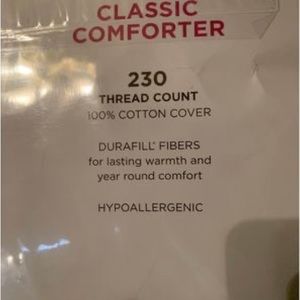 CLASSIC
COMFORTER
230
THREAD COUNT
100% COTTON COVER
DURAFILL® FIBERS
for lasting warmth and
year round comfort
HYPOALLERGENIC